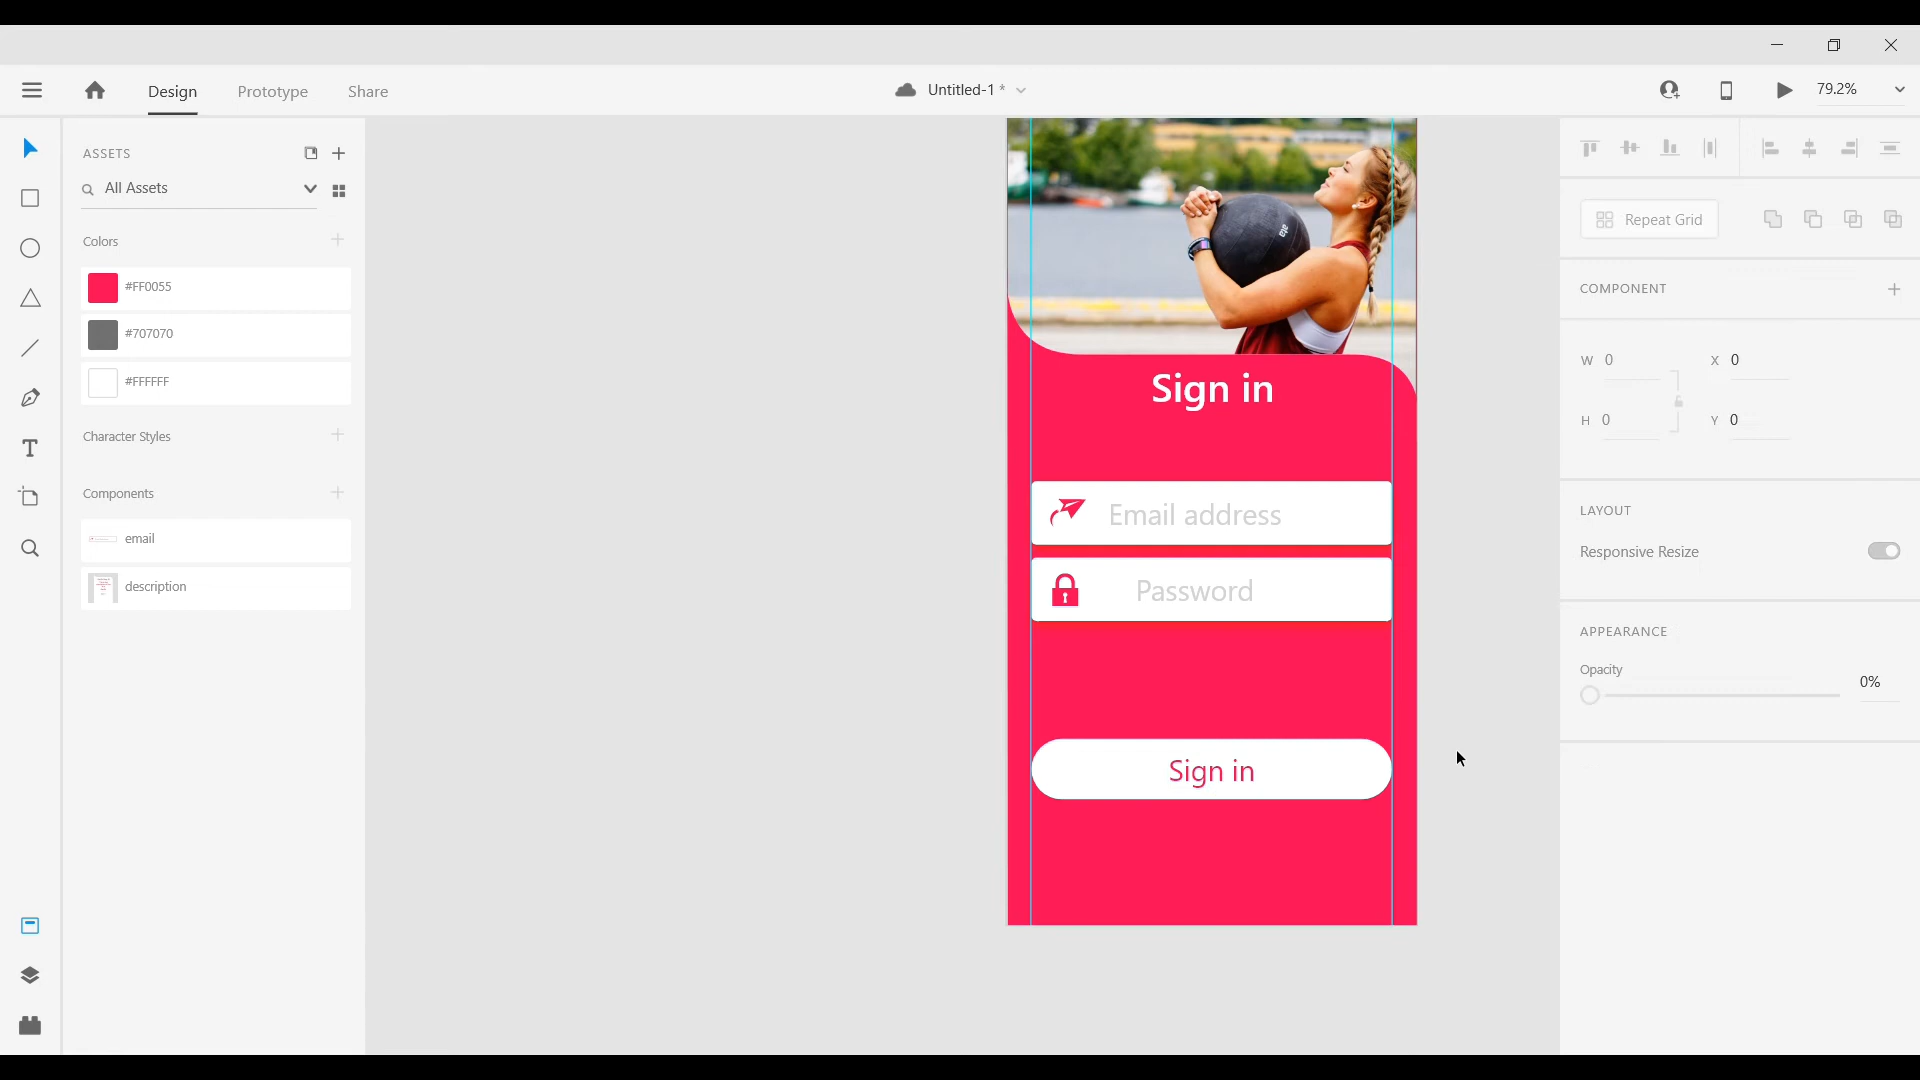 Design Prototype Share
Untitled-1 *
79.2%
ASSETS
All Assets
Colors
#FF0055
#707070
#FFFFFF
Character Styles
Components
email
description
Sign in
Email address
Password
Sign in
Repeat Grid
COMPONENT
W 0 X 0
H 0 Y 0
LAYOUT
Responsive Resize
APPEARANCE
Opacity
0%